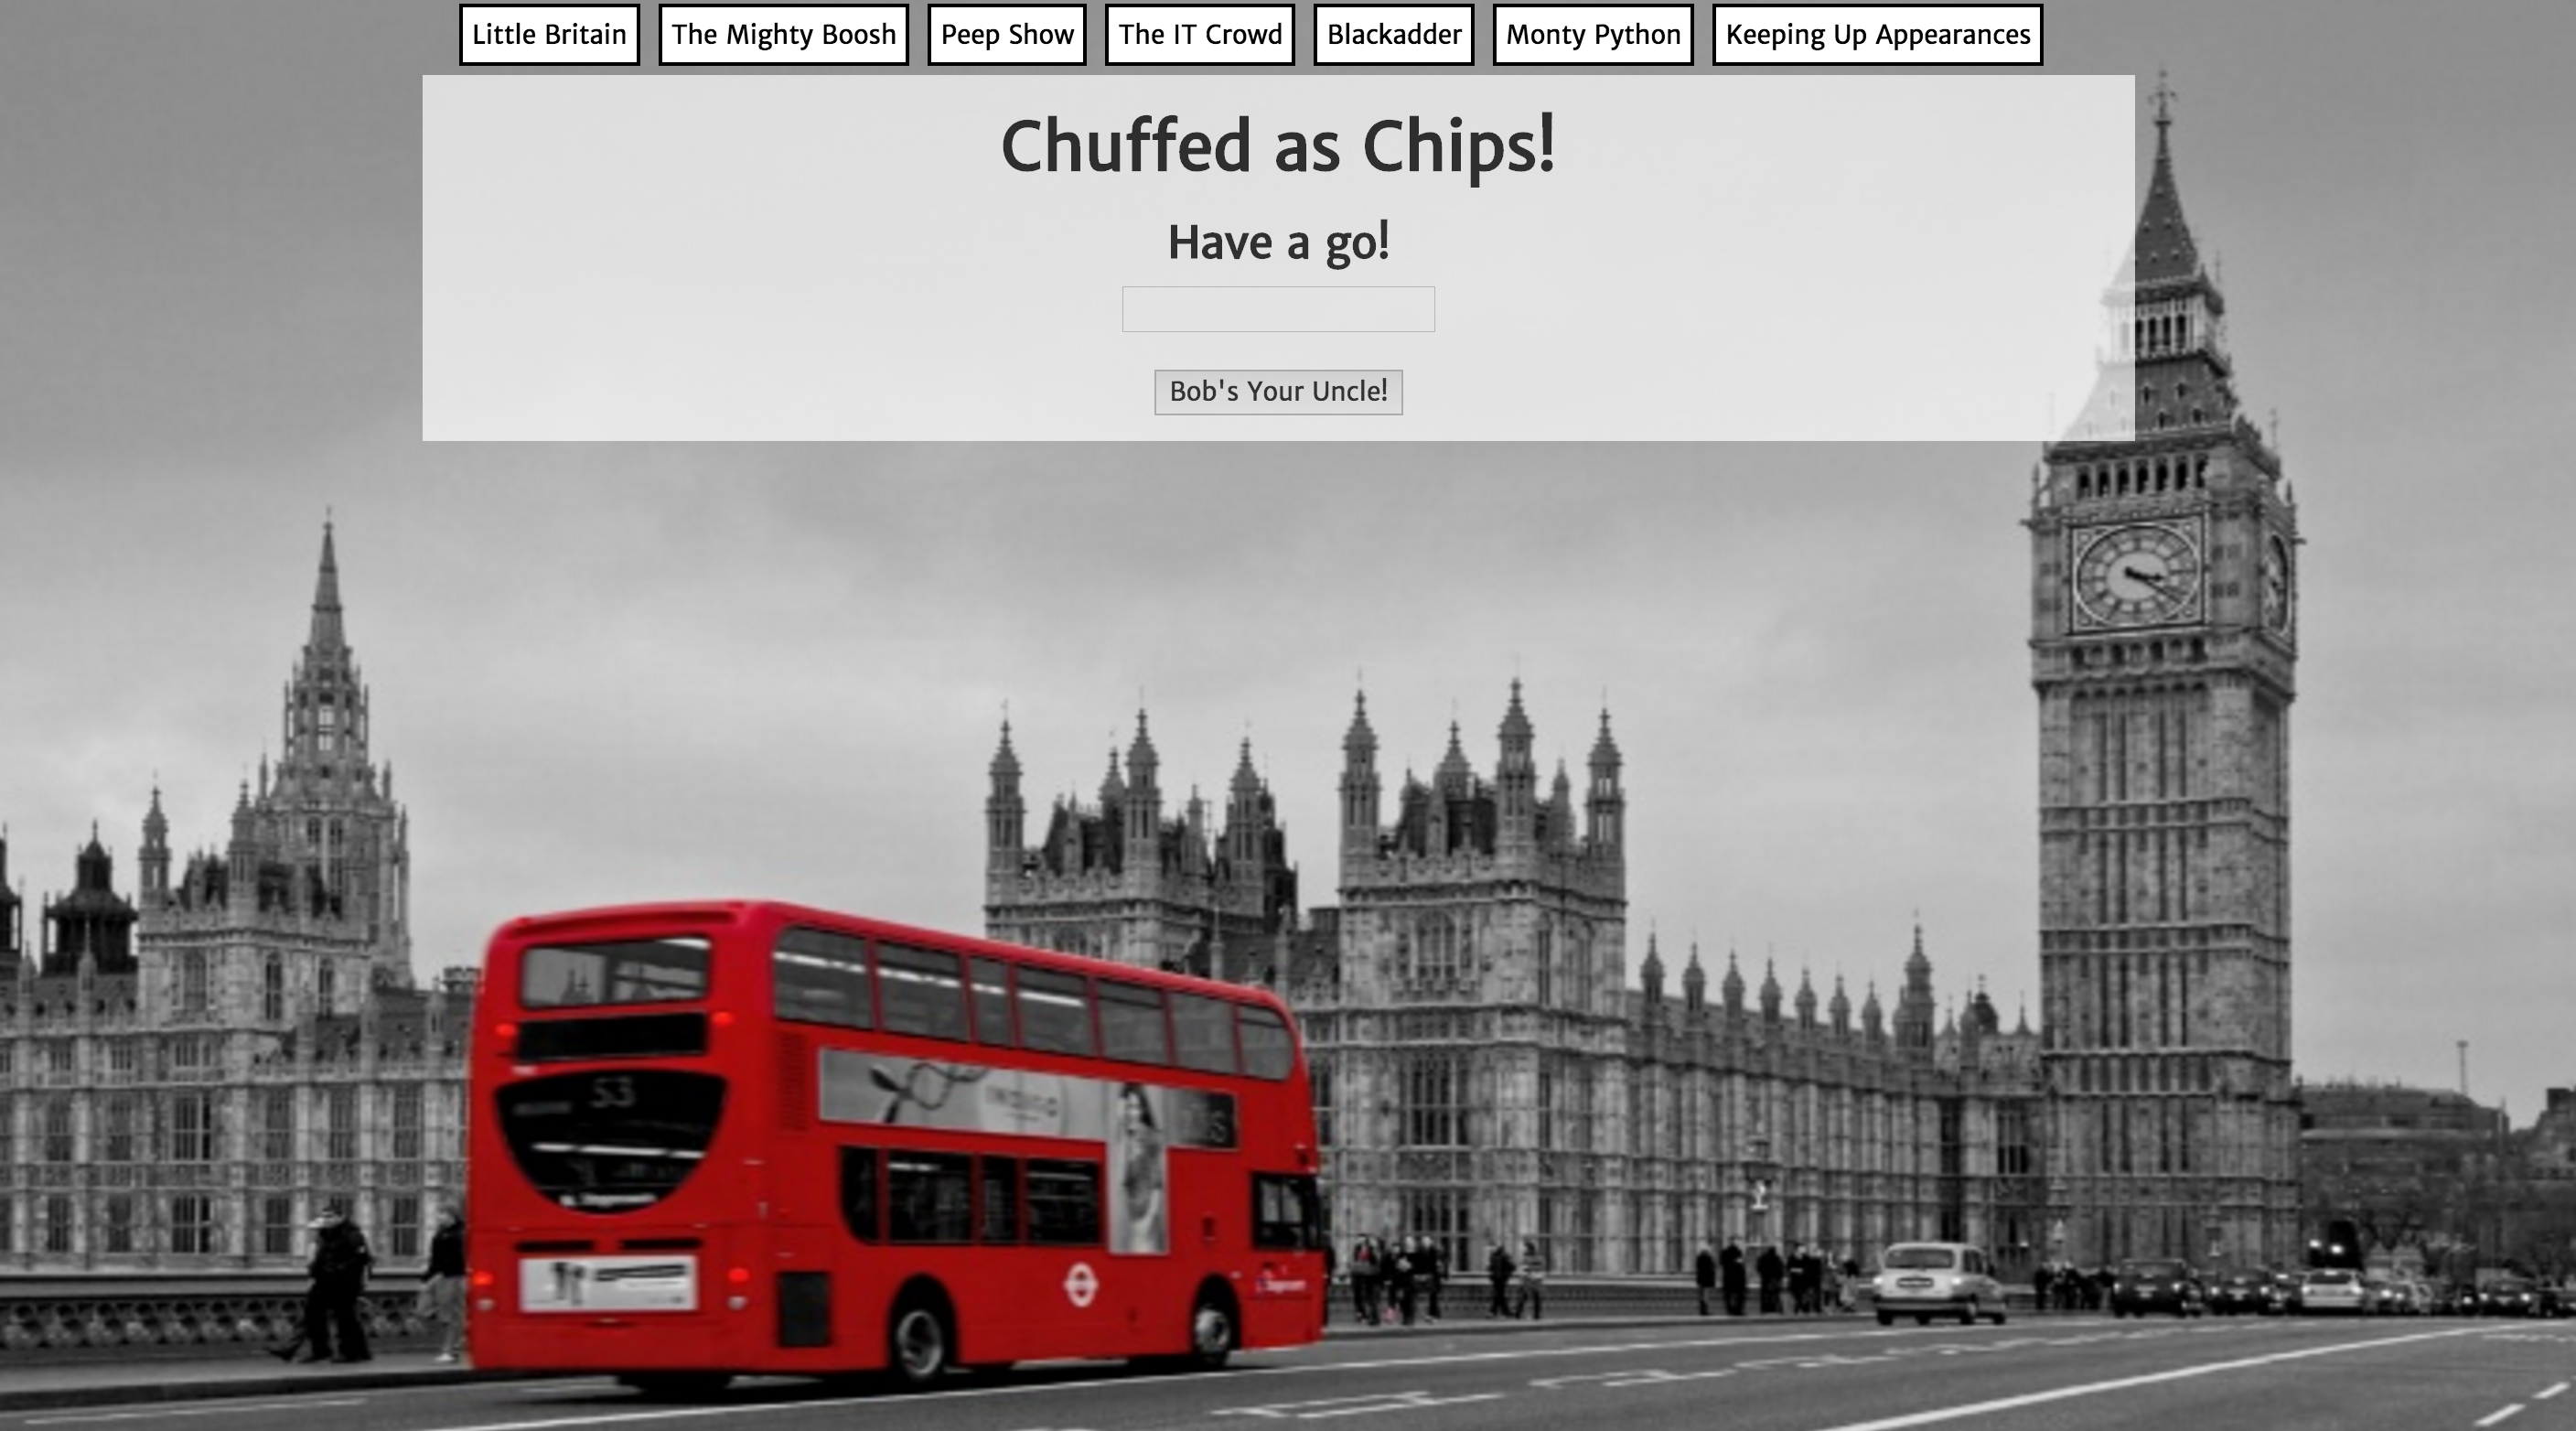 Little Britain
The Mighty Boosh
Peep Show
The IT Crowd
Blackadder
Monty Python
Keeping Up Appearances
Chuffed as Chips!
Have a go!
Bob's Your Uncle!
53